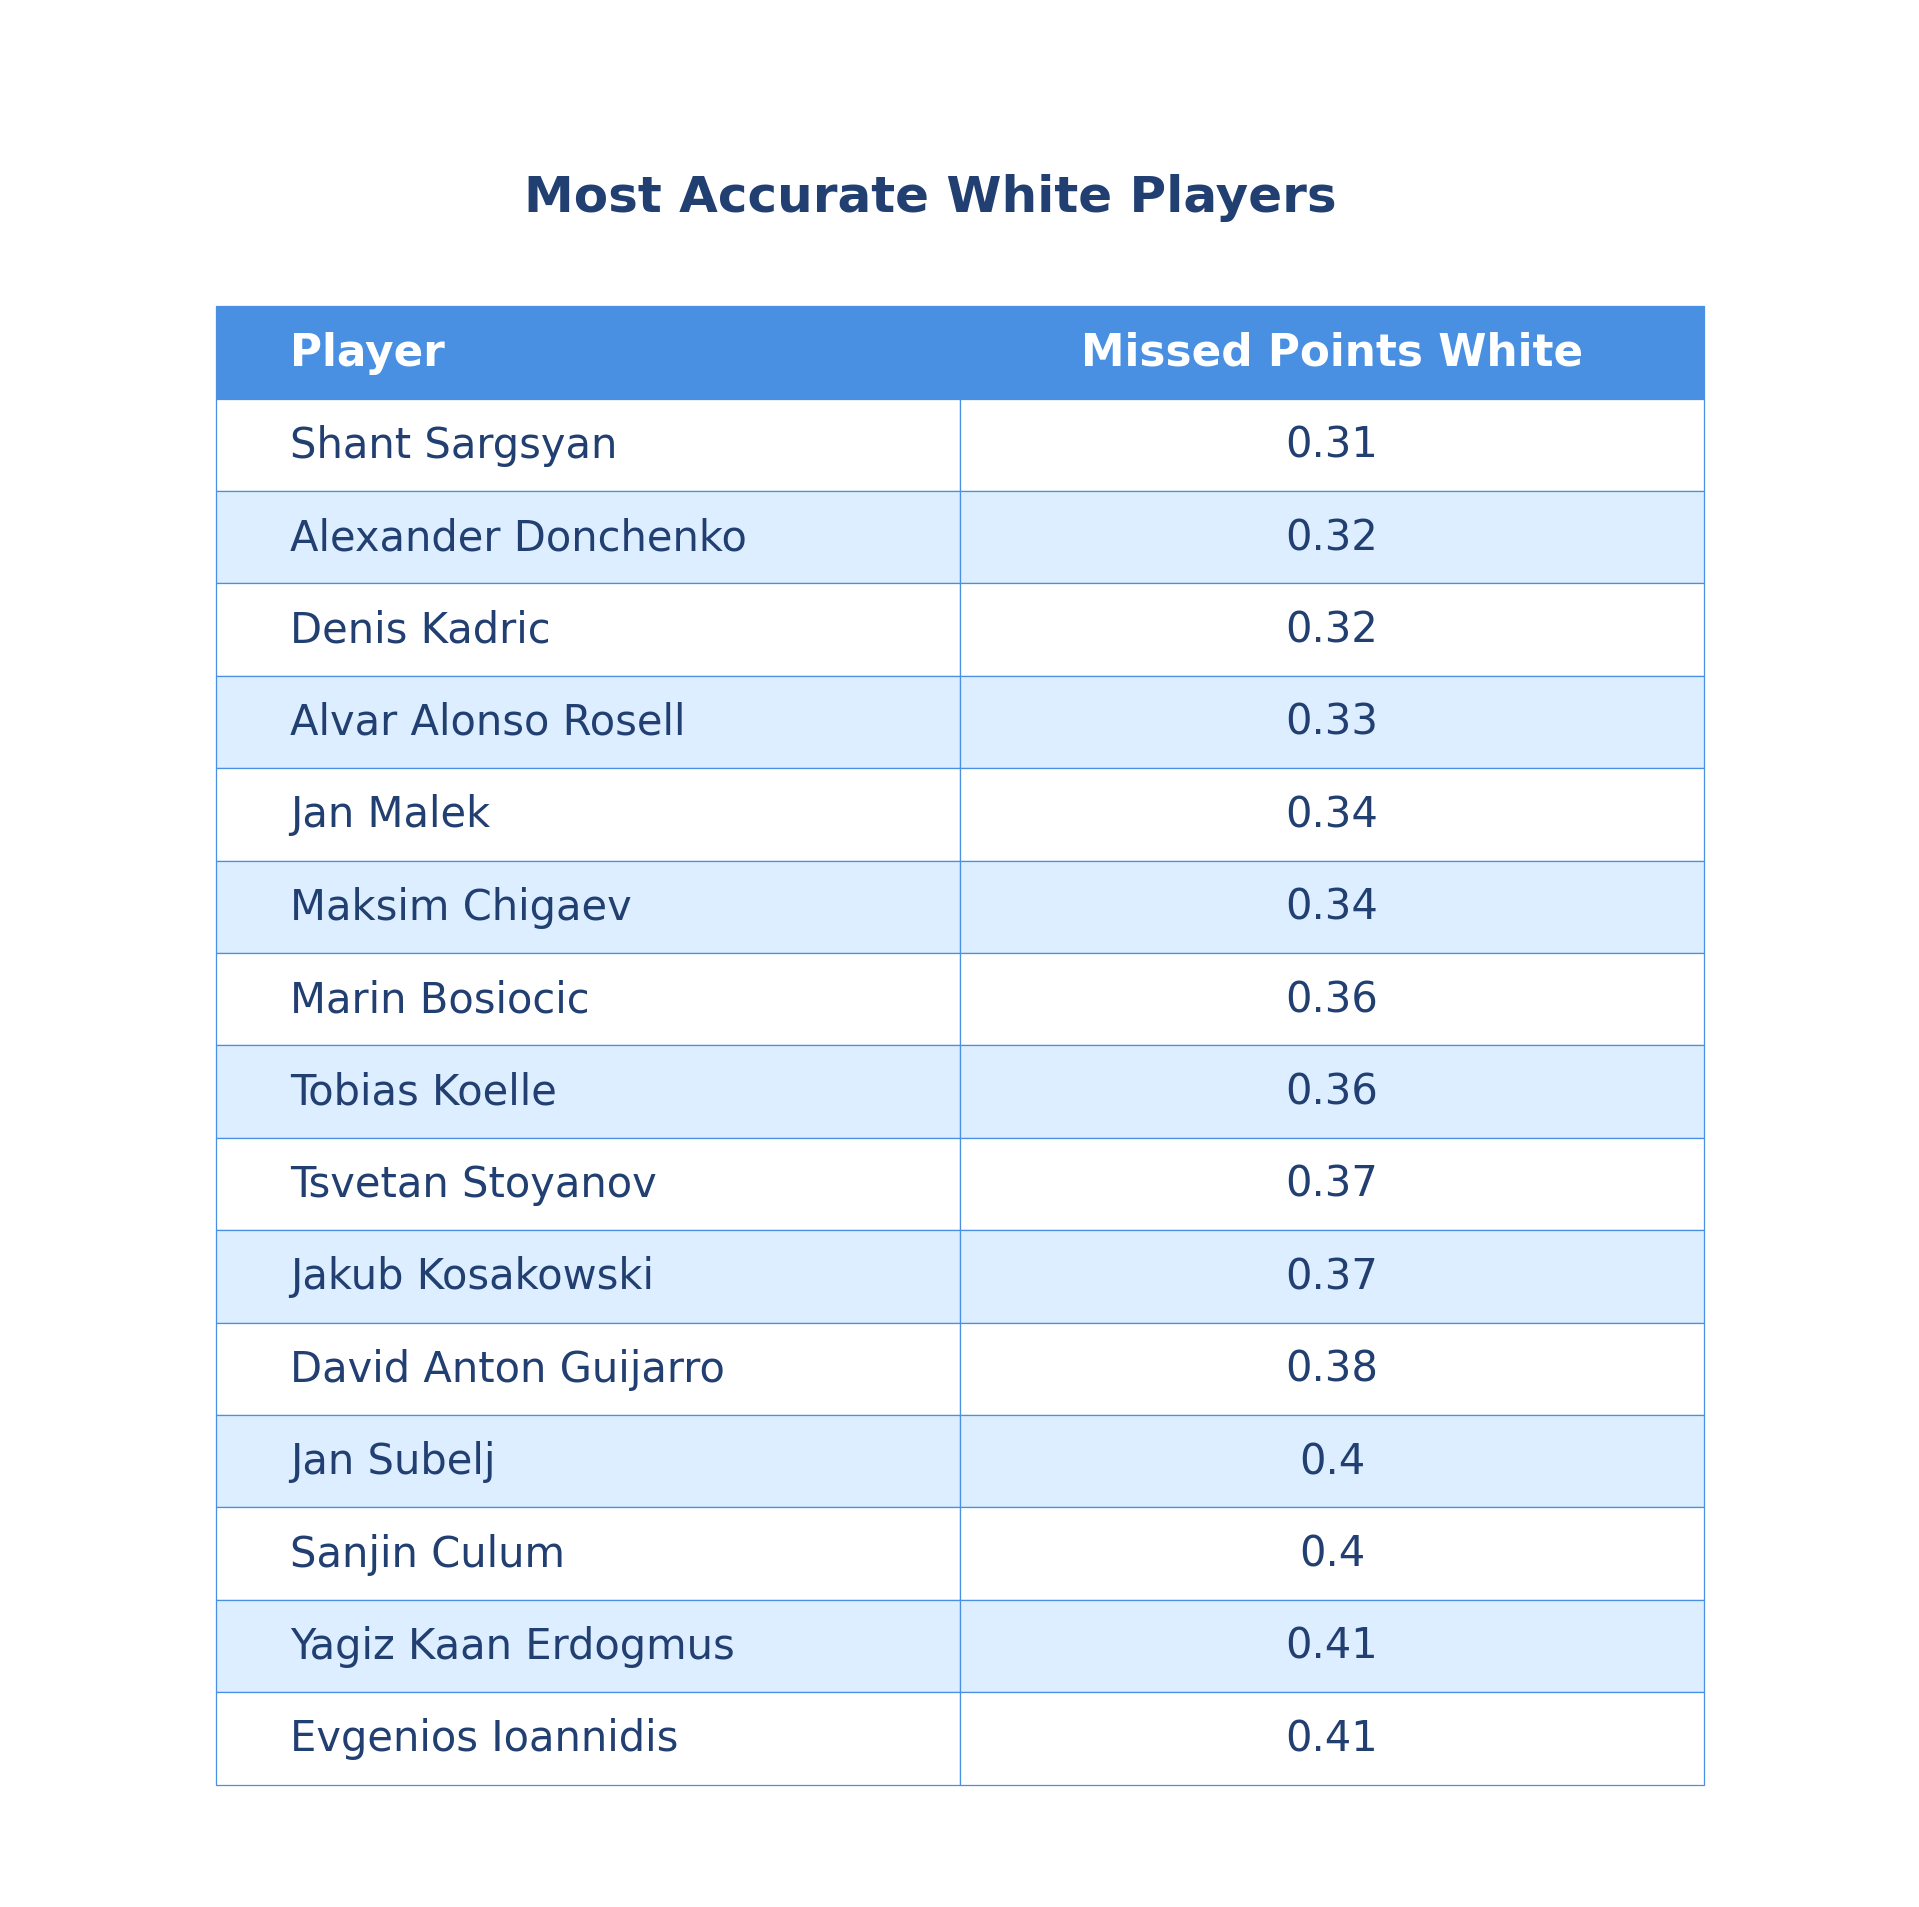 Most Accurate White Players
Player Missed Points White
Shant Sargsyan 0.31
Alexander Donchenko 0.32
Denis Kadric 0.32
Alvar Alonso Rosell 0.33
Jan Malek 0.34
Maksim Chigaev 0.34
Marin Bosiocic 0.36
Tobias Koelle 0.36
Tsvetan Stoyanov 0.37
Jakub Kosakowski 0.37
David Anton Guijarro 0.38
Jan Subelj 0.4
Sanjin Culum 0.4
Yagiz Kaan Erdogmus 0.41
Evgenios Ioannidis 0.41